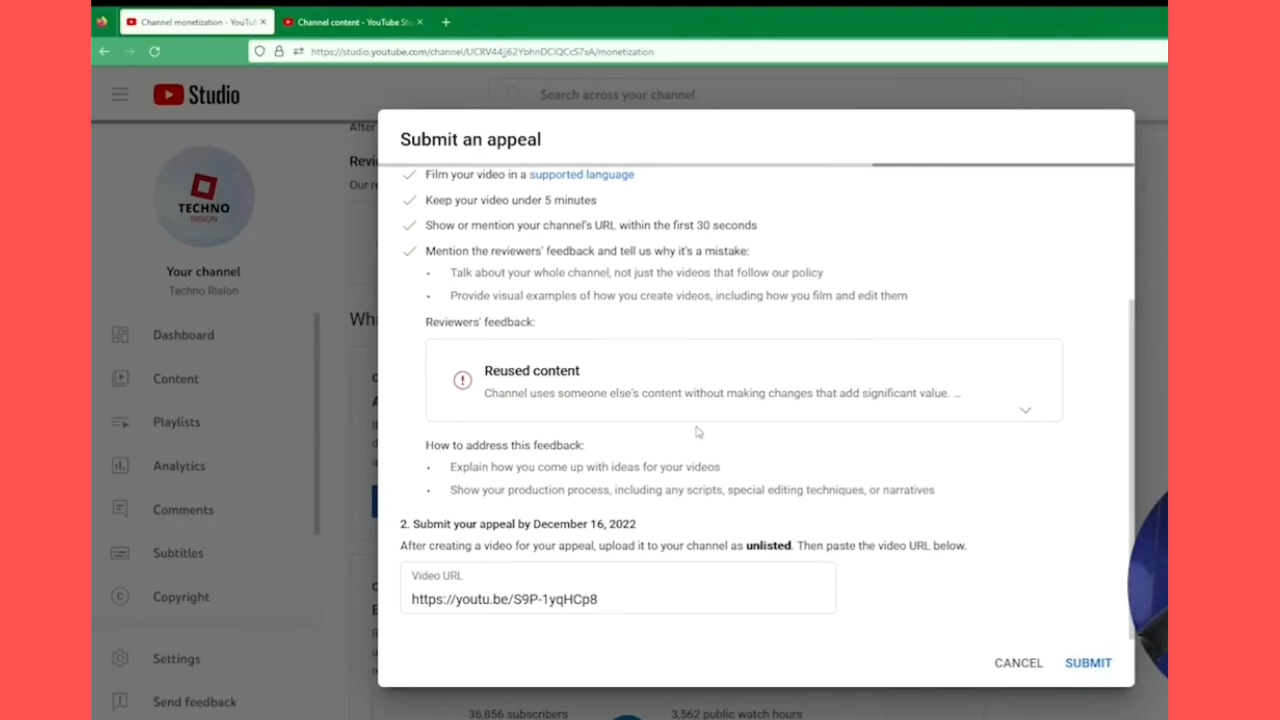 Channel monetization - YouTu
Channel content - YouTube Stu
https://studio.youtube.com/channel/UCRV44jj62YbhnDCIQCcS7xA/monetization
Studio
Search across your channel
After
Submit an appeal
Film your video in a supported language
Keep your video under 5 minutes
Show or mention your channel's URL within the first 30 seconds
Mention the reviewers' feedback and tell us why it's a mistake:
Talk about your whole channel, not just the videos that follow our policy
Provide visual examples of how you create videos, including how you film and edit them
Reviewers' feedback:
Reused content
Channel uses someone else's content without making changes that add significant value. ...
How to address this feedback:
Explain how you come up with ideas for your videos
Show your production process, including any scripts, special editing techniques, or narratives
2. Submit your appeal by December 16, 2022
After creating a video for your appeal, upload it to your channel as unlisted. Then paste the video URL below.
Video URL
https://youtu.be/S9P-1yqHCp8
CANCEL
SUBMIT
TECHNO
RISION
Your channel
Techno Rision
Dashboard
Content
Playlists
Analytics
Comments
Subtitles
Copyright
Settings
Send feedback
Revi
Our re
Wh
36,856 subscribers
3,562 public watch hours